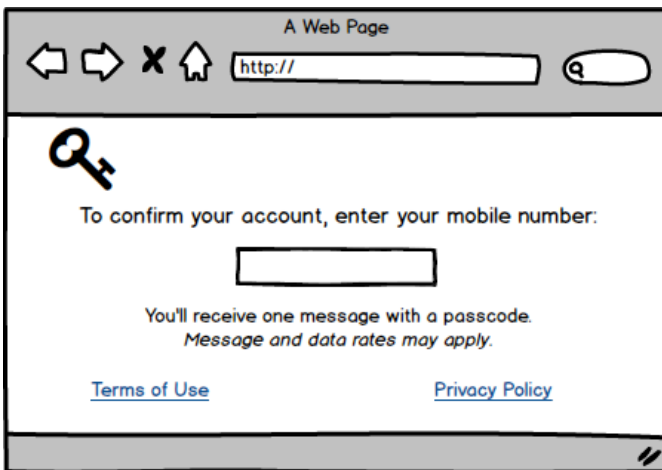 A Web Page
http://
To confirm your account, enter your mobile number:
You'll receive one message with a passcode.
Message and data rates may apply.
Terms of Use
Privacy Policy